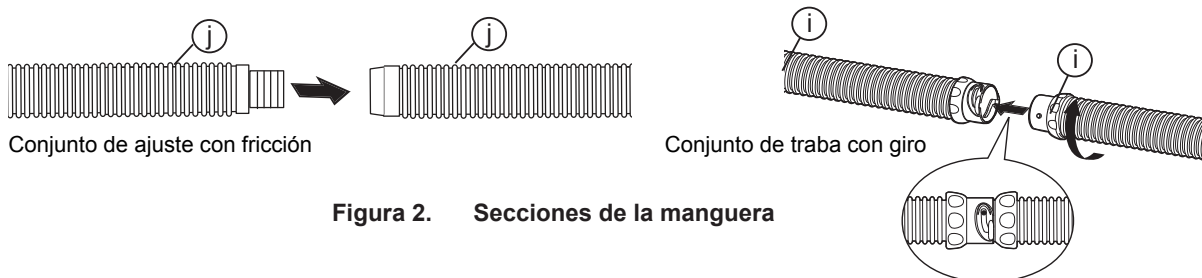 j
j
i
i
Conjunto de ajuste con fricción
Conjunto de traba con giro
Figura 2. Secciones de la manguera